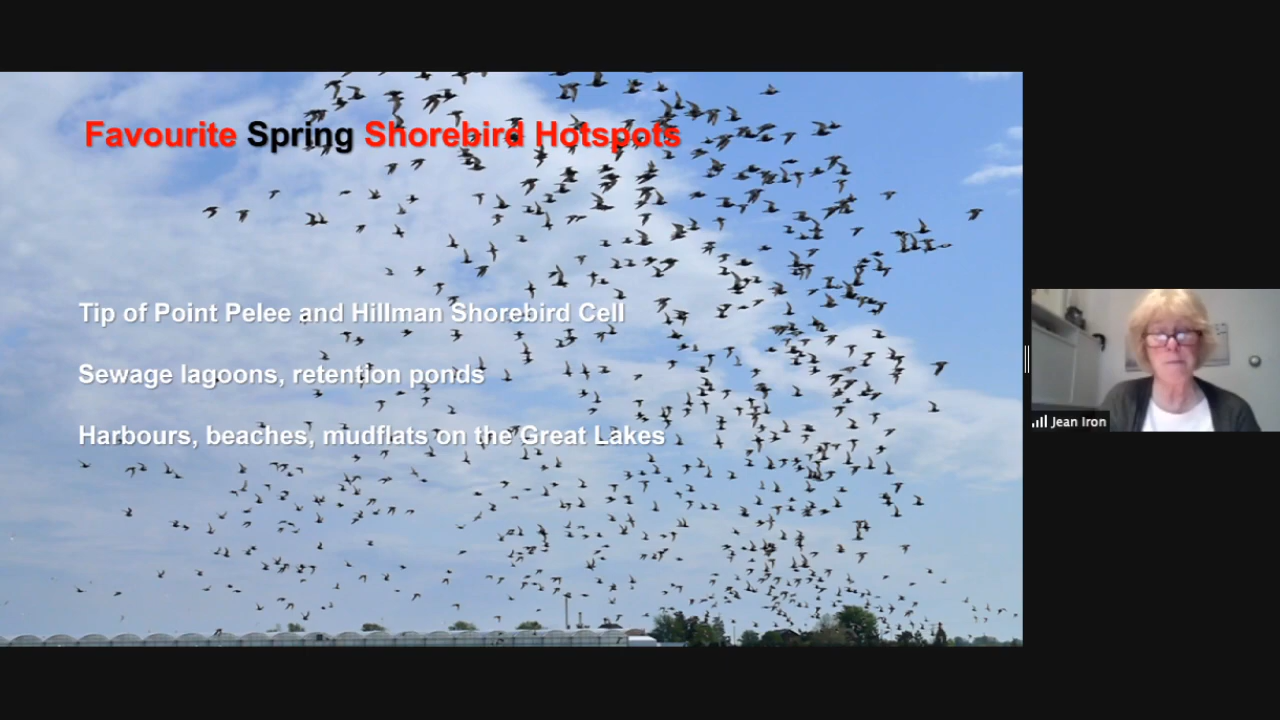 Favourite Spring Shorebird Hotspots
Tip of Point Pelee and Hillman Shorebird Cell
Sewage lagoons, retention ponds
Harbours, beaches, mudflats on the Great Lakes
Jean Iron